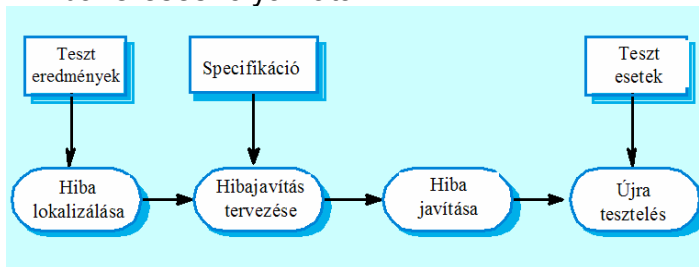 Teszt
eredmények
Specifikáció
Teszt
esetek
Hiba
lokalizálása
Hibajavítás
tervezése
Hiba
javítása
Újra
tesztelés